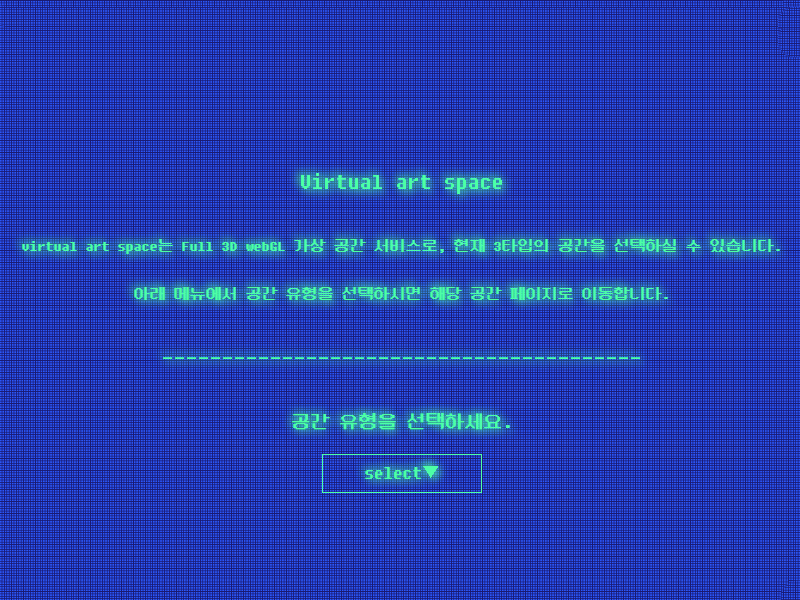 Virtual art space
virtual art space는 Full 3D webGL 가상 공간 서비스로, 현재 3타입의 공간을 선택하실 수 있습니다.
아래 메뉴에서 공간 유형을 선택하시면 해당 공간 페이지로 이동합니다.
----------------------------------------
공간 유형을 선택하세요.
select▼